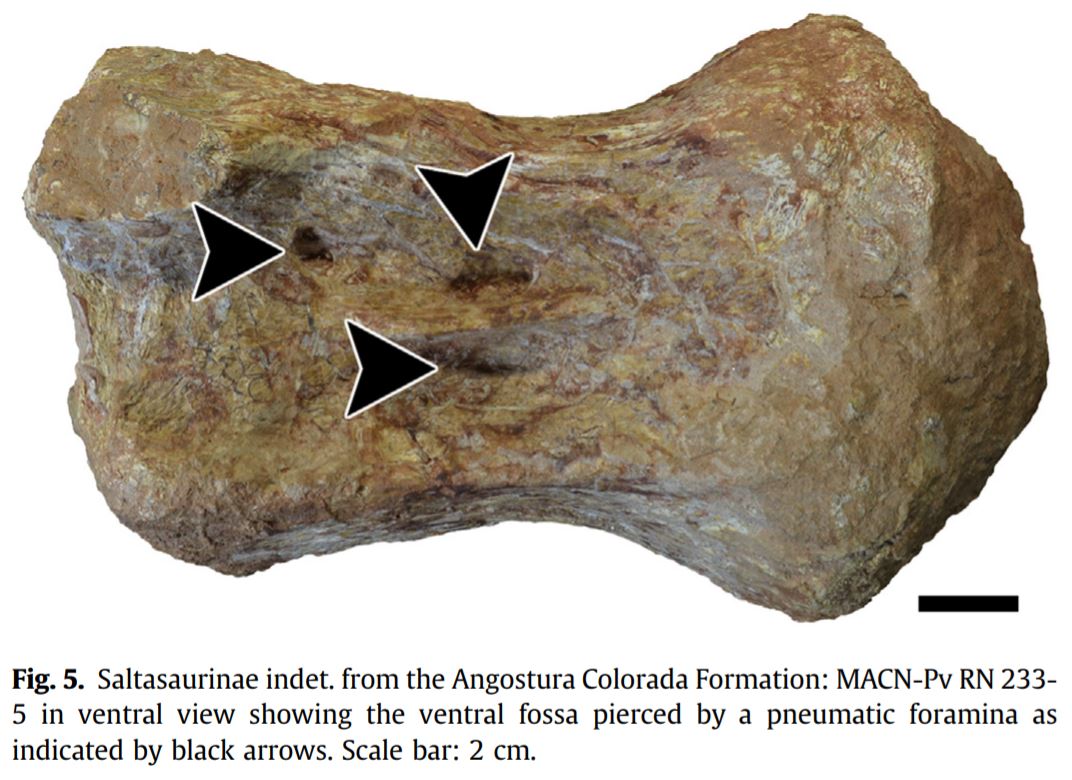 Fig. 5. Saltasaurinae indet. from the Angostura Colorada Formation: MACN-Pv RN 233-
5 in ventral view showing the ventral fossa pierced by a pneumatic foramina as
indicated by black arrows. Scale bar: 2 cm.